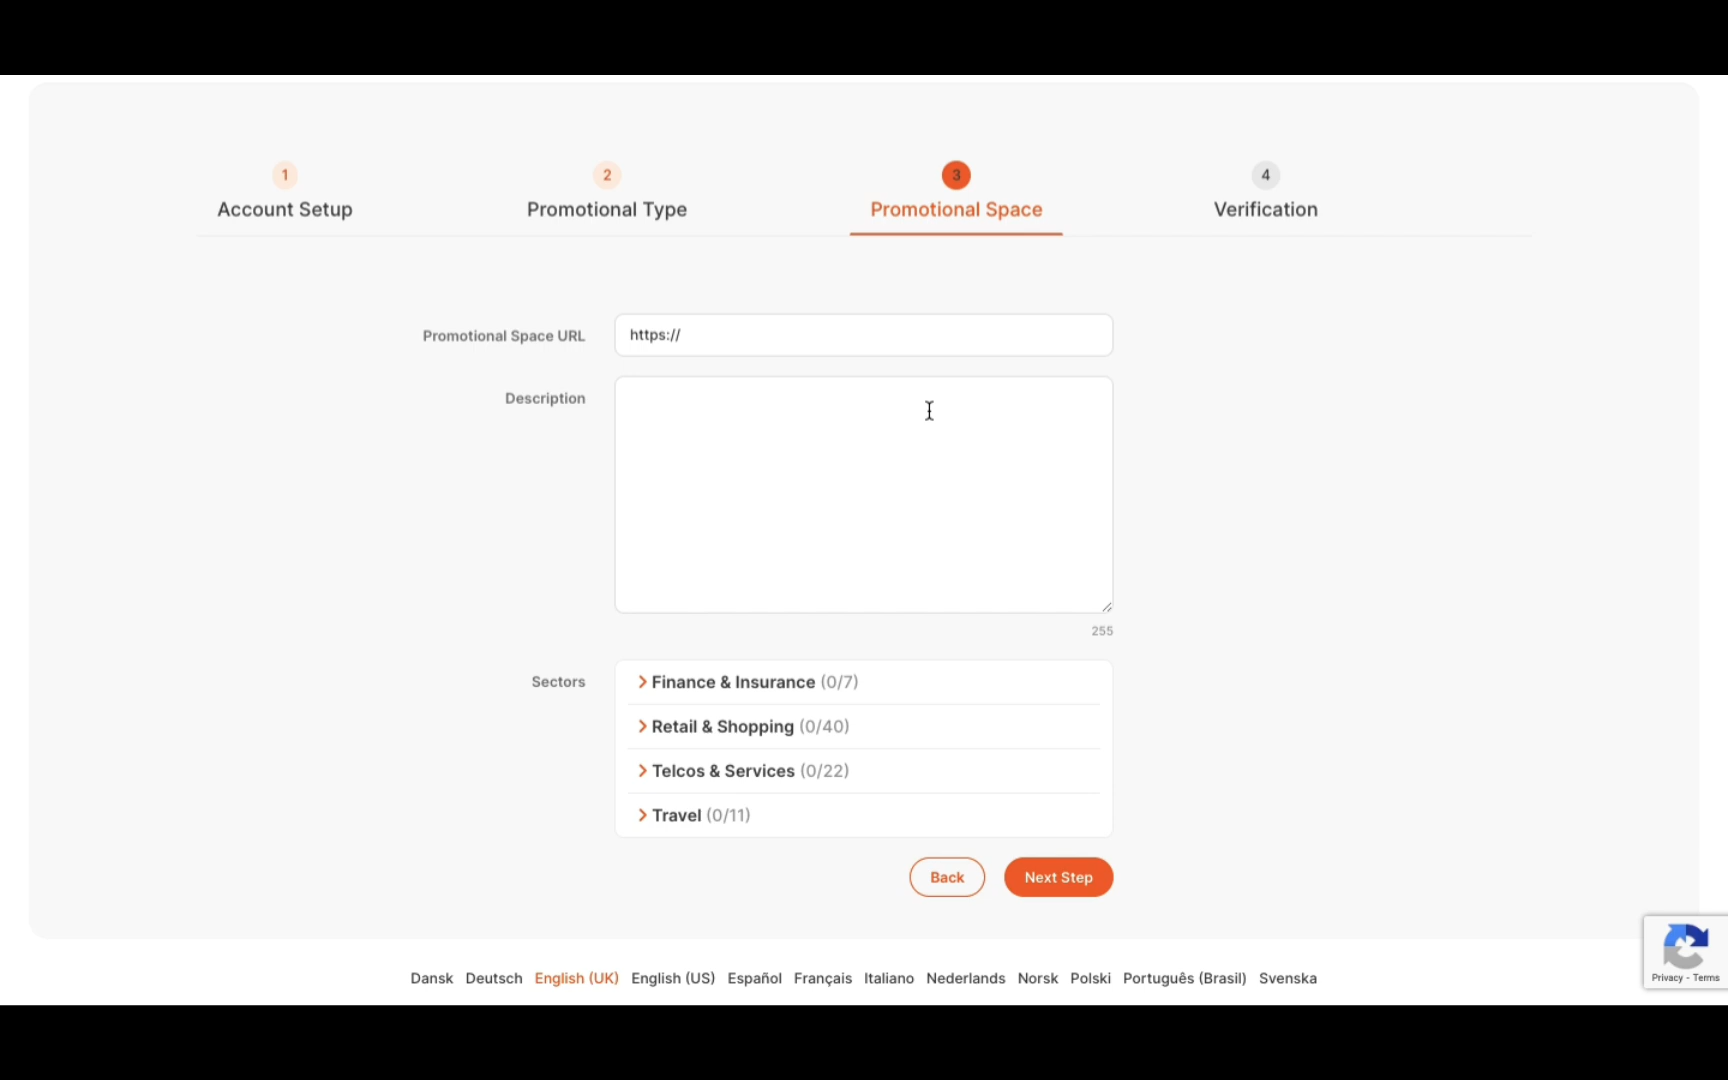 1
Account Setup
2
Promotional Type
3
Promotional Space
4
Verification
Promotional Space URL
https://
Description
255
Sectors
Finance & Insurance (0/7)
Retail & Shopping (0/40)
Telcos & Services (0/22)
Travel (0/11)
Back
Next Step
Dansk Deutsch English (UK) English (US) Español Français Italiano Nederlands Norsk Polski Português (Brasil) Svenska
Privacy - Terms